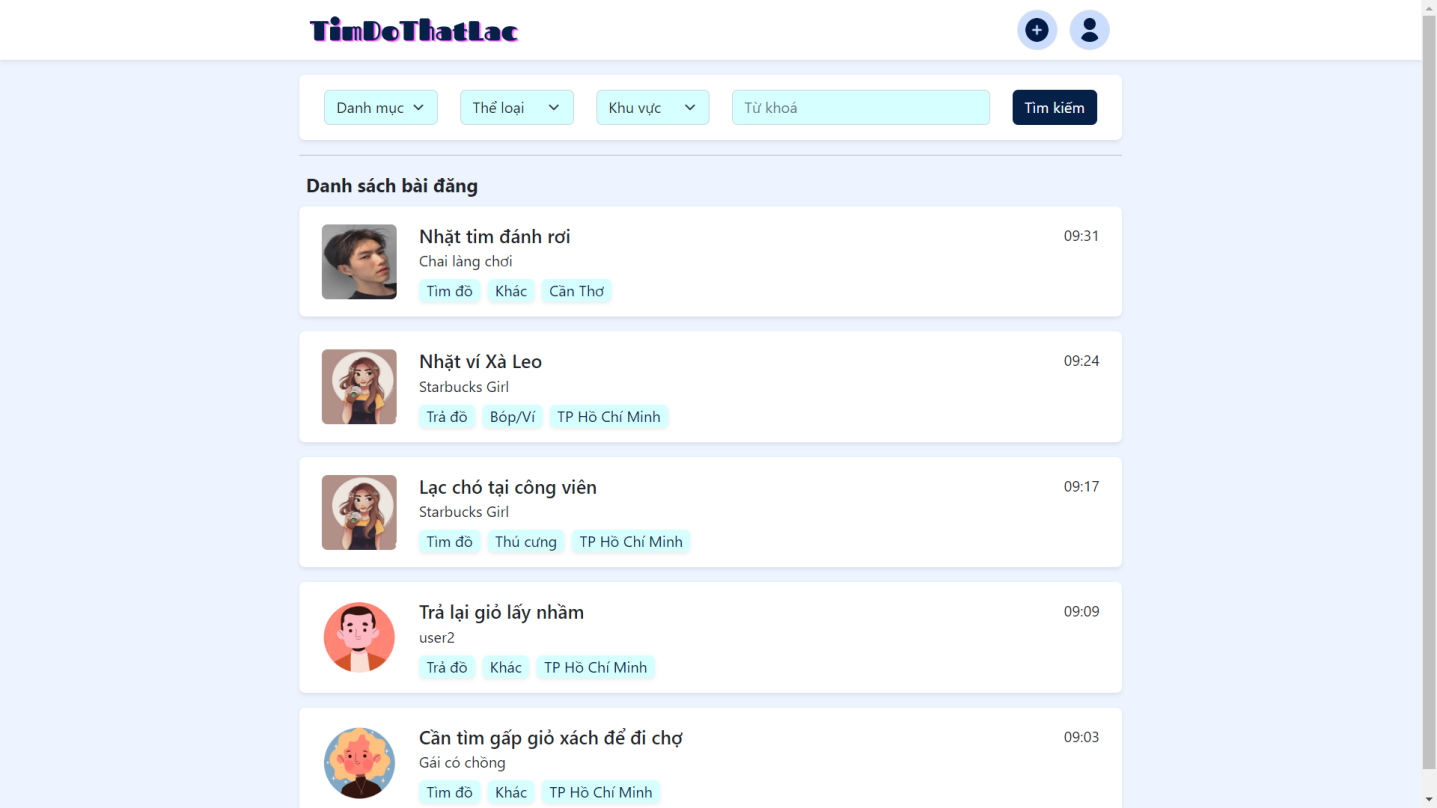 TimDoThatLac
Danh mục Thể loại Khu vực Từ khoá Tìm kiếm
Danh sách bài đăng
Nhặt tim đánh rơi 09:31
Chai làng chơi
Tìm đồ Khác Cần Thơ
Nhặt ví Xà Leo 09:24
Starbucks Girl
Trả đồ Bóp/Ví TP Hồ Chí Minh
Lạc chó tại công viên 09:17
Starbucks Girl
Tìm đồ Thú cưng TP Hồ Chí Minh
Trả lại giỏ lấy nhầm 09:09
user2
Trả đồ Khác TP Hồ Chí Minh
Cần tìm gấp giỏ xách để đi chợ 09:03
Gái có chồng
Tìm đồ Khác TP Hồ Chí Minh